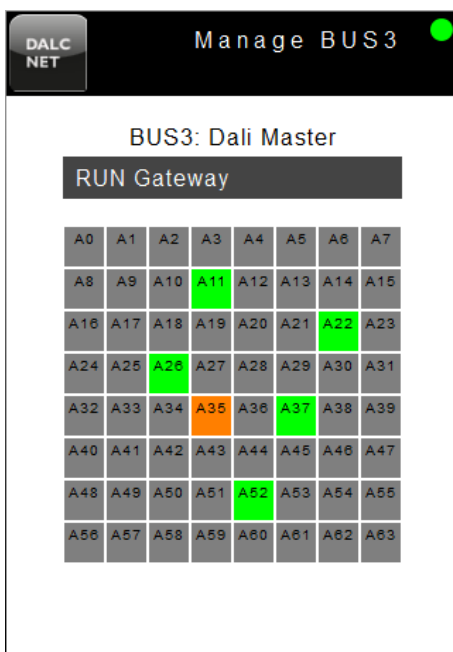 DALC
NET
Manage BUS3
BUS3: Dali Master
RUN Gateway
A0 A1 A2 A3 A4 A5 A6 A7
A8 A9 A10 A11 A12 A13 A14 A15
A16 A17 A18 A19 A20 A21 A22 A23
A24 A25 A26 A27 A28 A29 A30 A31
A32 A33 A34 A35 A36 A37 A38 A39
A40 A41 A42 A43 A44 A45 A46 A47
A48 A49 A50 A51 A52 A53 A54 A55
A56 A57 A58 A59 A60 A61 A62 A63